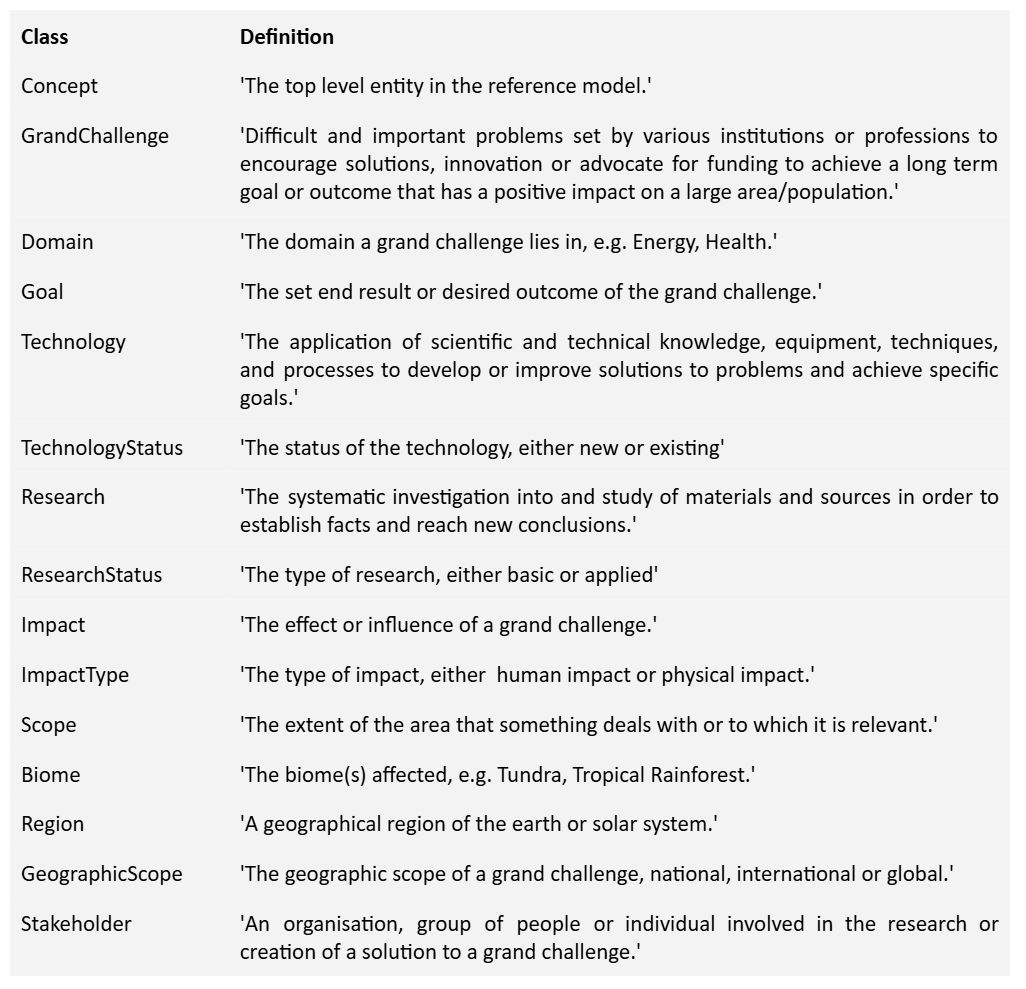 Class Definition
Concept 'The top level entity in the reference model.'
GrandChallenge 'Difficult and important problems set by various institutions or professions to
encourage solutions, innovation or advocate for funding to achieve a long term
goal or outcome that has a positive impact on a large area/population.'
Domain 'The domain a grand challenge lies in, e.g. Energy, Health.'
Goal 'The set end result or desired outcome of the grand challenge.'
Technology 'The application of scientific and technical knowledge, equipment, techniques,
and processes to develop or improve solutions to problems and achieve specific
goals.'
TechnologyStatus 'The status of the technology, either new or existing'
Research 'The systematic investigation into and study of materials and sources in order to
establish facts and reach new conclusions.'
ResearchStatus 'The type of research, either basic or applied'
Impact 'The effect or influence of a grand challenge.'
ImpactType 'The type of impact, either  human impact or physical impact.'
Scope 'The extent of the area that something deals with or to which it is relevant.'
Biome 'The biome(s) affected, e.g. Tundra, Tropical Rainforest.'
Region 'A geographical region of the earth or solar system.'
GeographicScope 'The geographic scope of a grand challenge, national, international or global.'
Stakeholder 'An organisation, group of people or individual involved in the research or
creation of a solution to a grand challenge.'